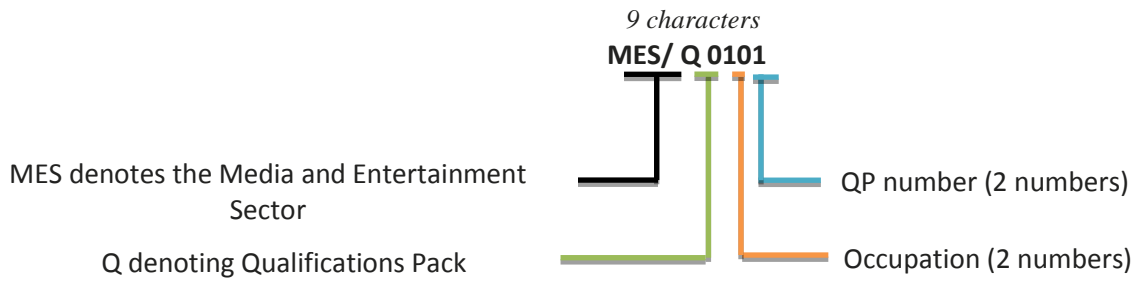 9 characters
MES/ Q 0101
MES denotes the Media and Entertainment
Sector
QP number (2 numbers)
Q denoting Qualifications Pack
Occupation (2 numbers)